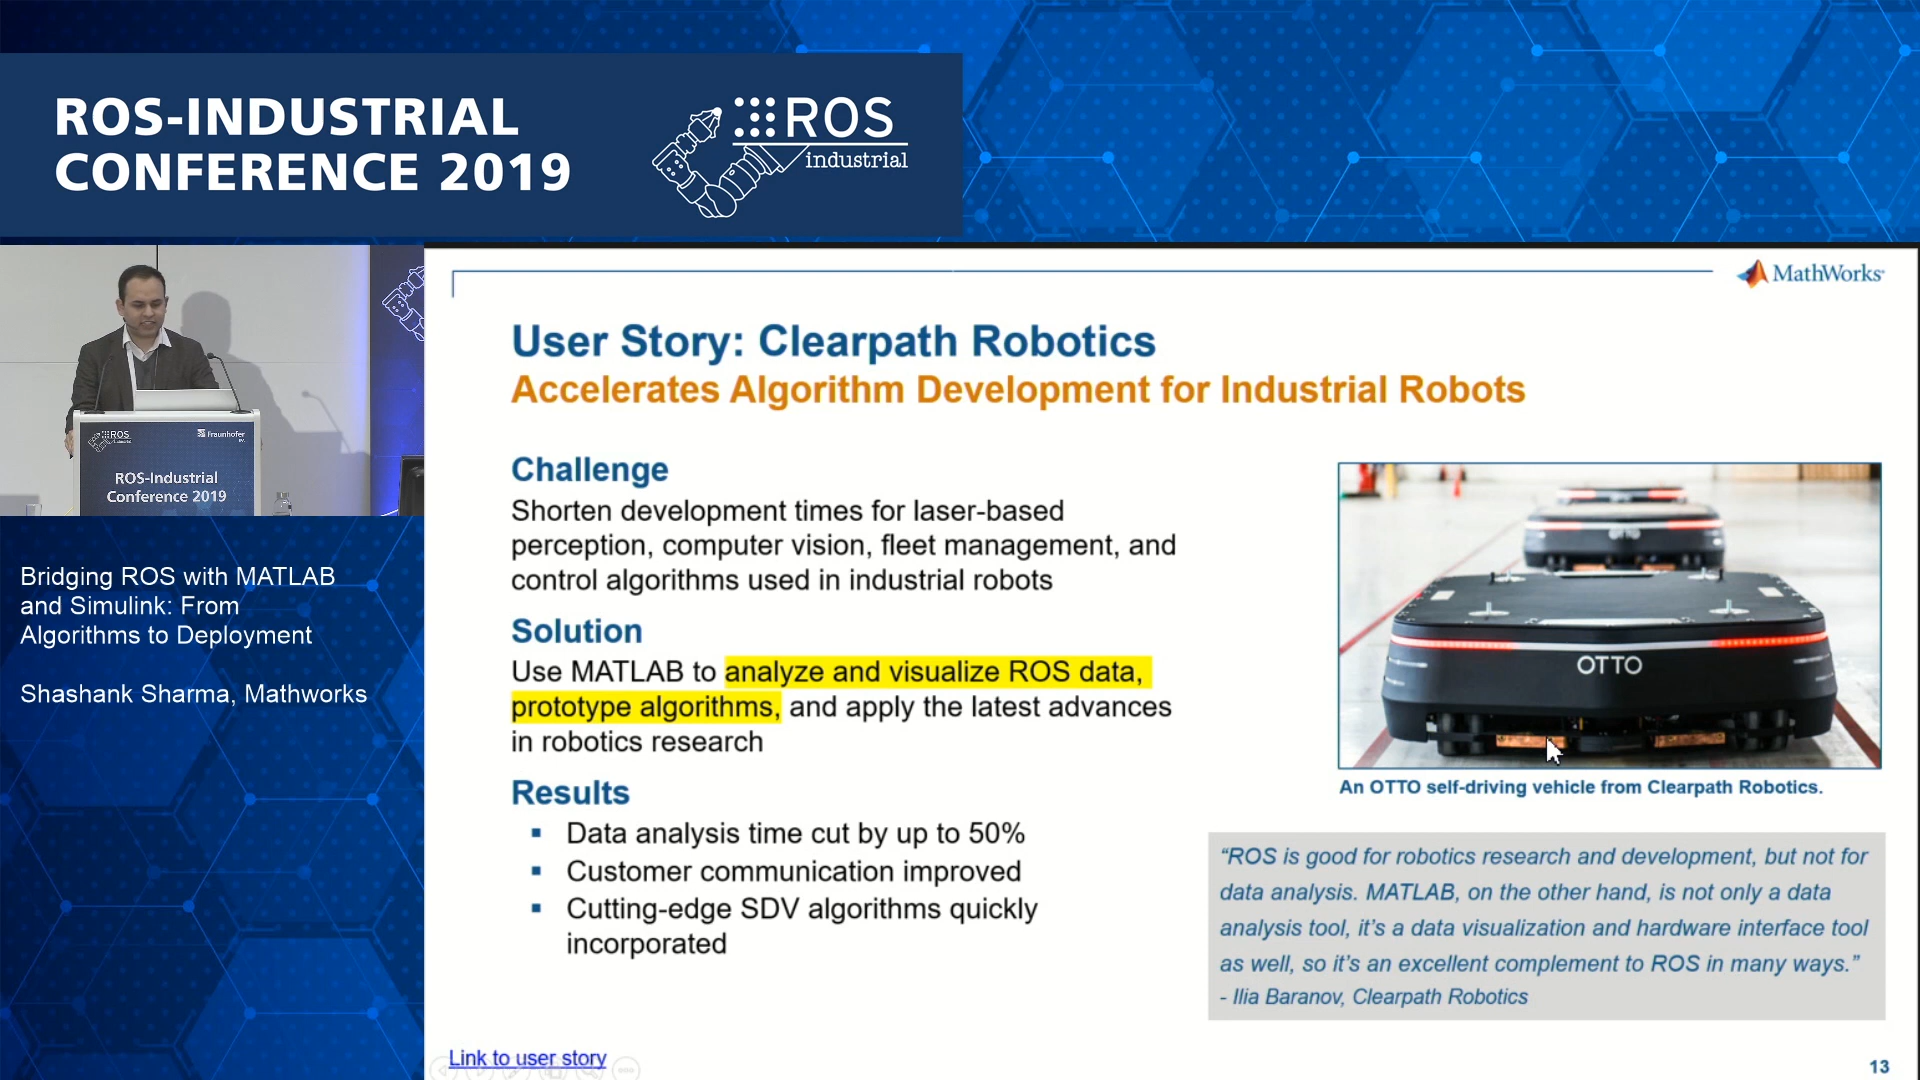 ROS-INDUSTRIAL
CONFERENCE 2019
ROS
industrial
ROS
Fraunhofer
ROS-Industrial
Conference 2019
Bridging ROS with MATLAB
and Simulink: From
Algorithms to Deployment
Shashank Sharma, Mathworks
MathWorks
User Story: Clearpath Robotics
Accelerates Algorithm Development for Industrial Robots
Challenge
Shorten development times for laser-based
perception, computer vision, fleet management, and
control algorithms used in industrial robots
Solution
Use MATLAB to analyze and visualize ROS data,
prototype algorithms, and apply the latest advances
in robotics research
Results
▪ Data analysis time cut by up to 50%
▪ Customer communication improved
▪ Cutting-edge SDV algorithms quickly
incorporated
OTTO
An OTTO self-driving vehicle from Clearpath Robotics.
“ROS is good for robotics research and development, but not for
data analysis. MATLAB, on the other hand, is not only a data
analysis tool, it’s a data visualization and hardware interface tool
as well, so it’s an excellent complement to ROS in many ways.”
- Ilia Baranov, Clearpath Robotics
Link to user story
13